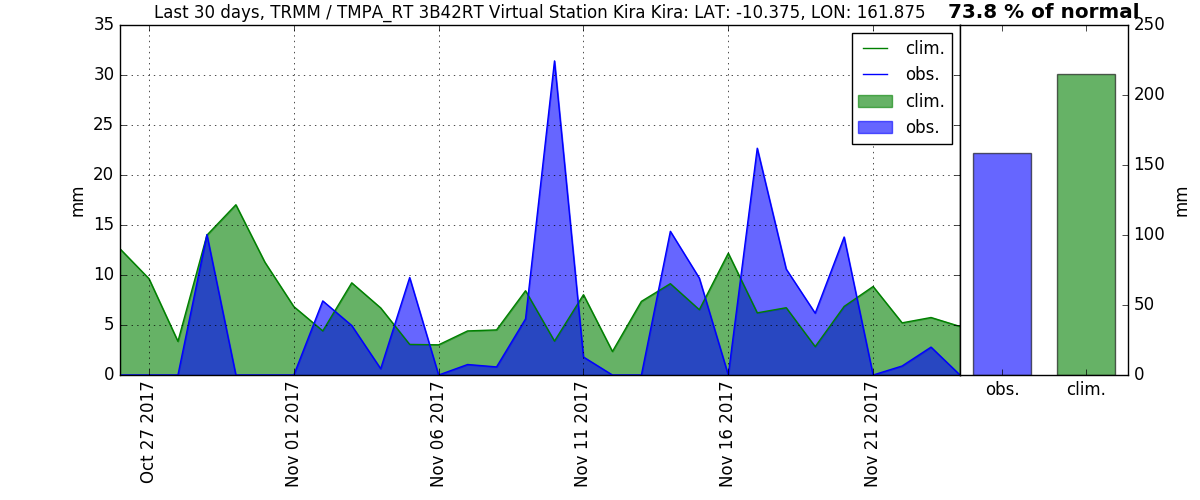 Last 30 days, TRMM / TMPA_RT 3B42RT Virtual Station Kira Kira: LAT: -10.375, LON: 161.875
73.8 % of normal
35
30
25
20
15
10
5
0
mm
clim.
obs.
clim.
obs.
Oct 27 2017
Nov 01 2017
Nov 06 2017
Nov 11 2017
Nov 16 2017
Nov 21 2017
250
200
150
100
50
0
mm
obs.
clim.